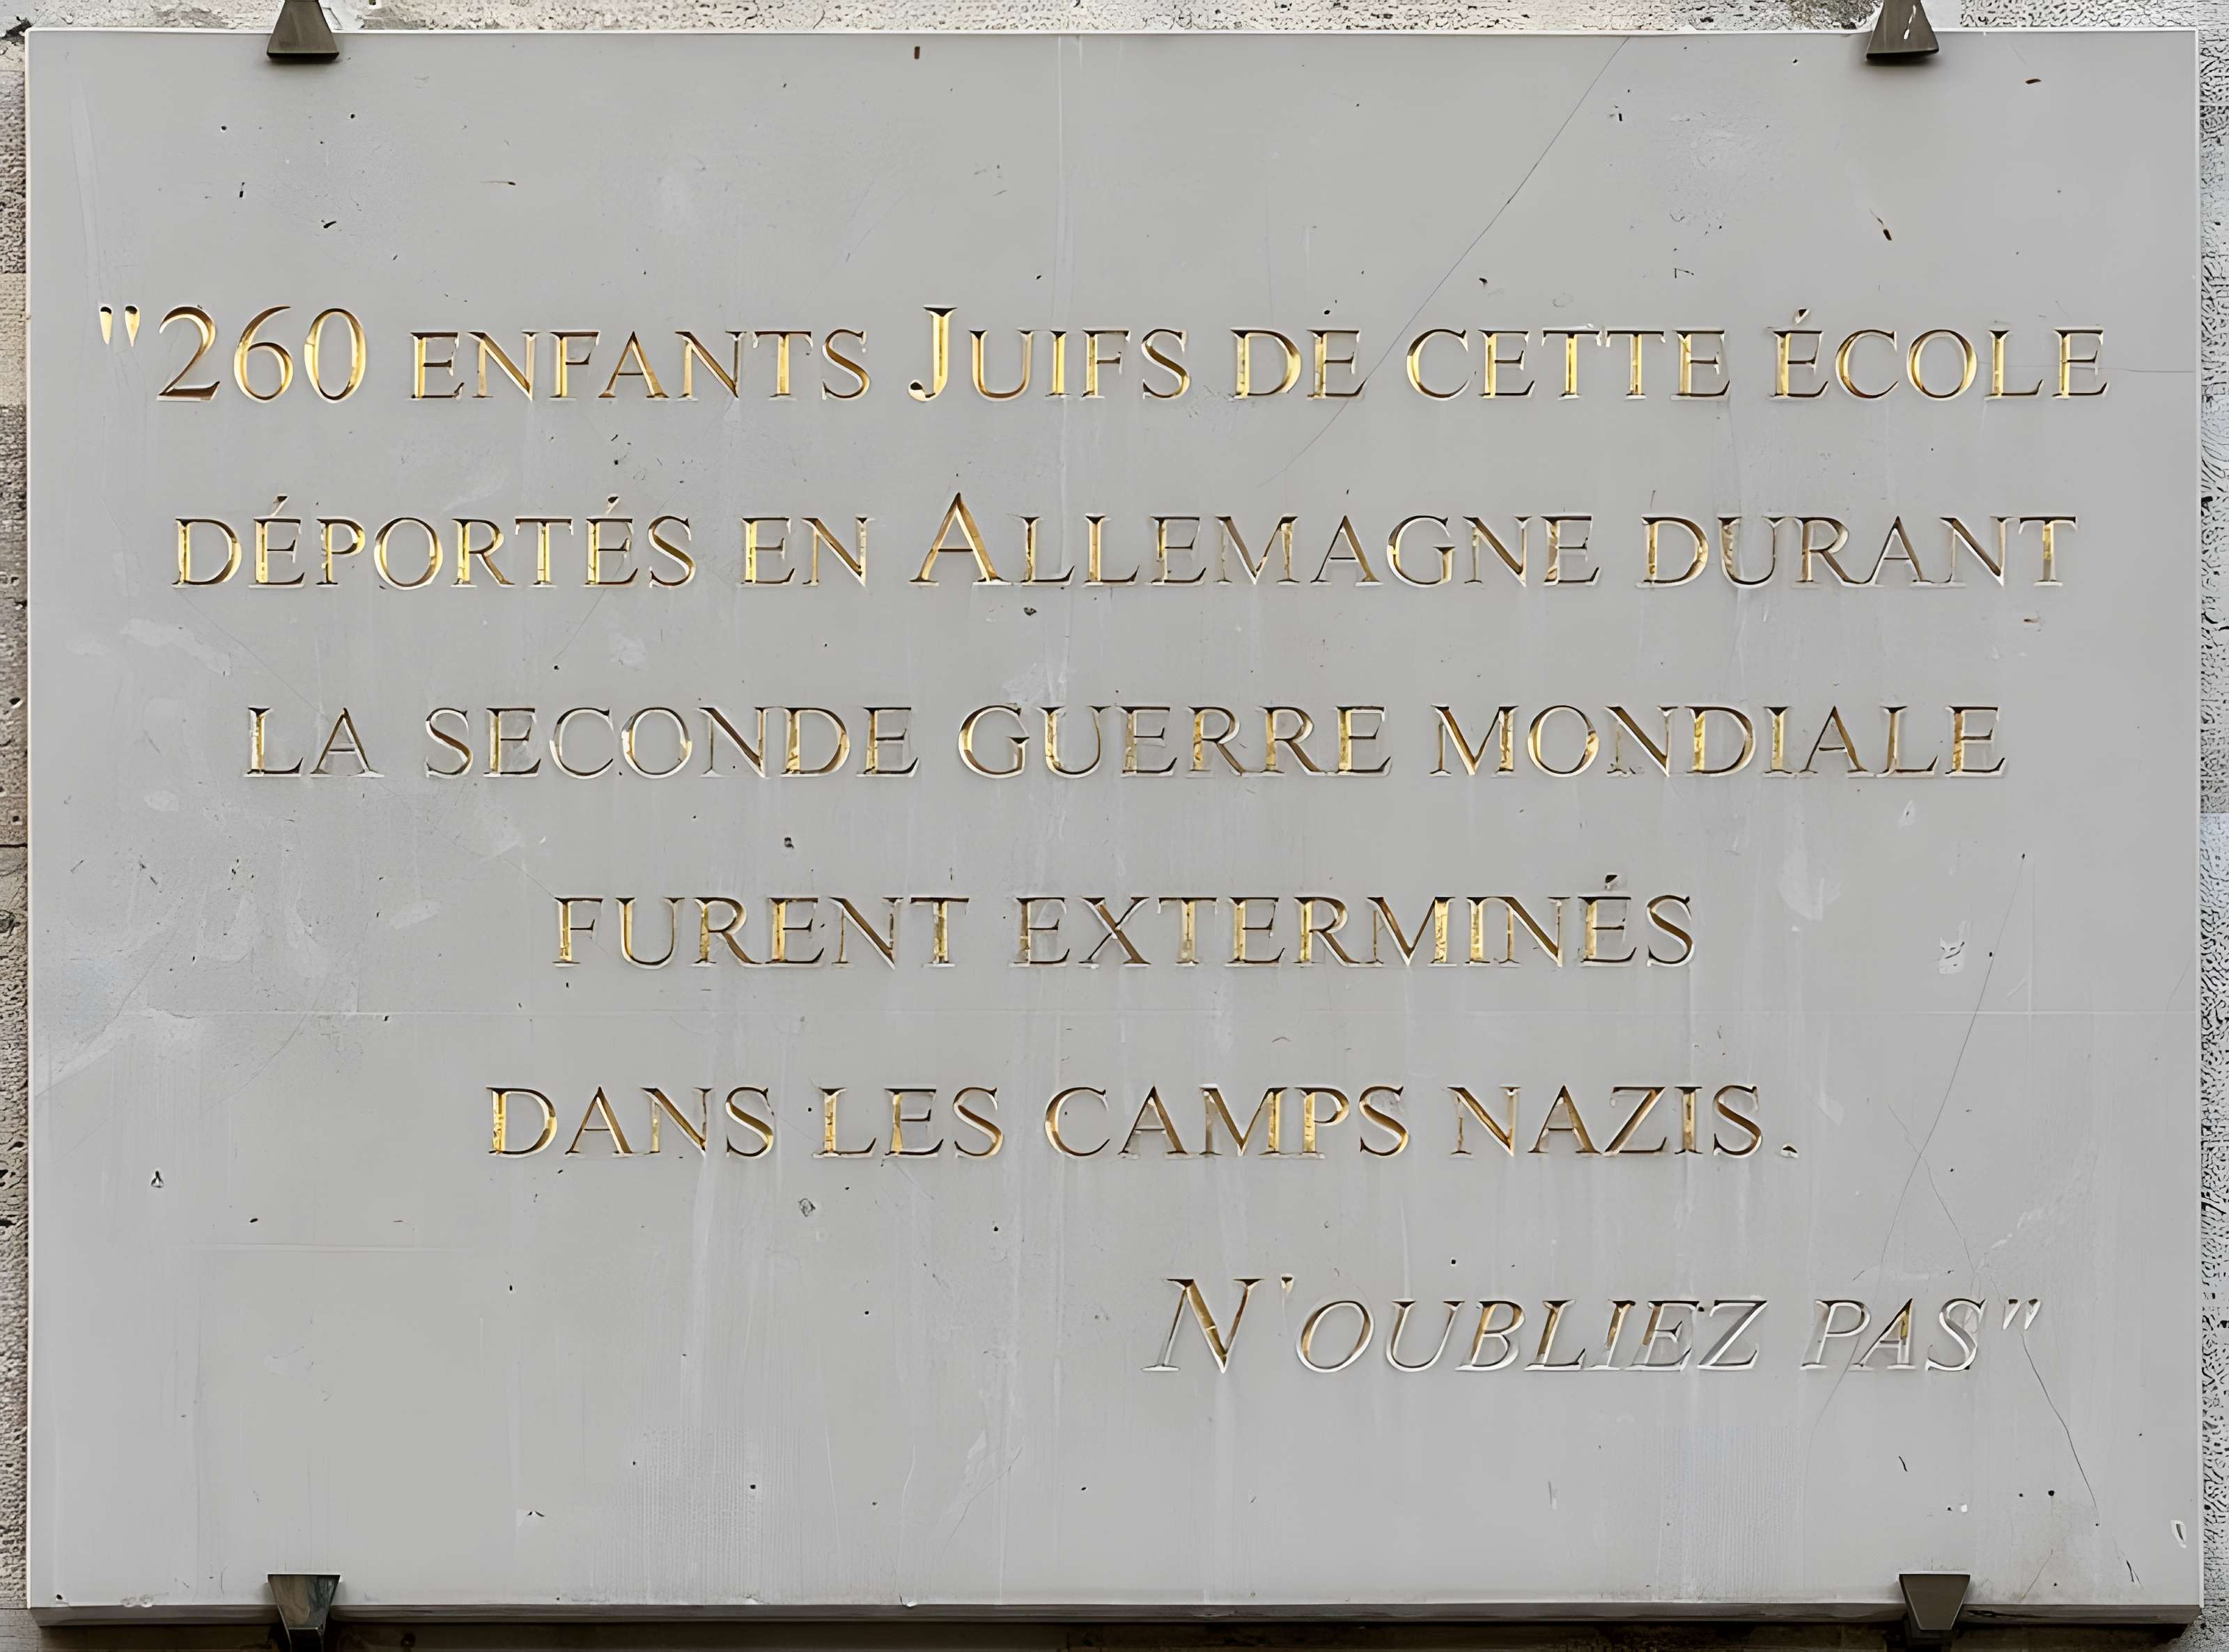 "260 ENFANTS JUIFS DE CETTE ÉCOLE
DÉPORTÉS EN ALLEMAGNE DURANT
LA SECONDE GUERRE MONDIALE
FURENT EXTERMINÉS
DANS LES CAMPS NAZIS.
N'OUBLIEZ PAS"